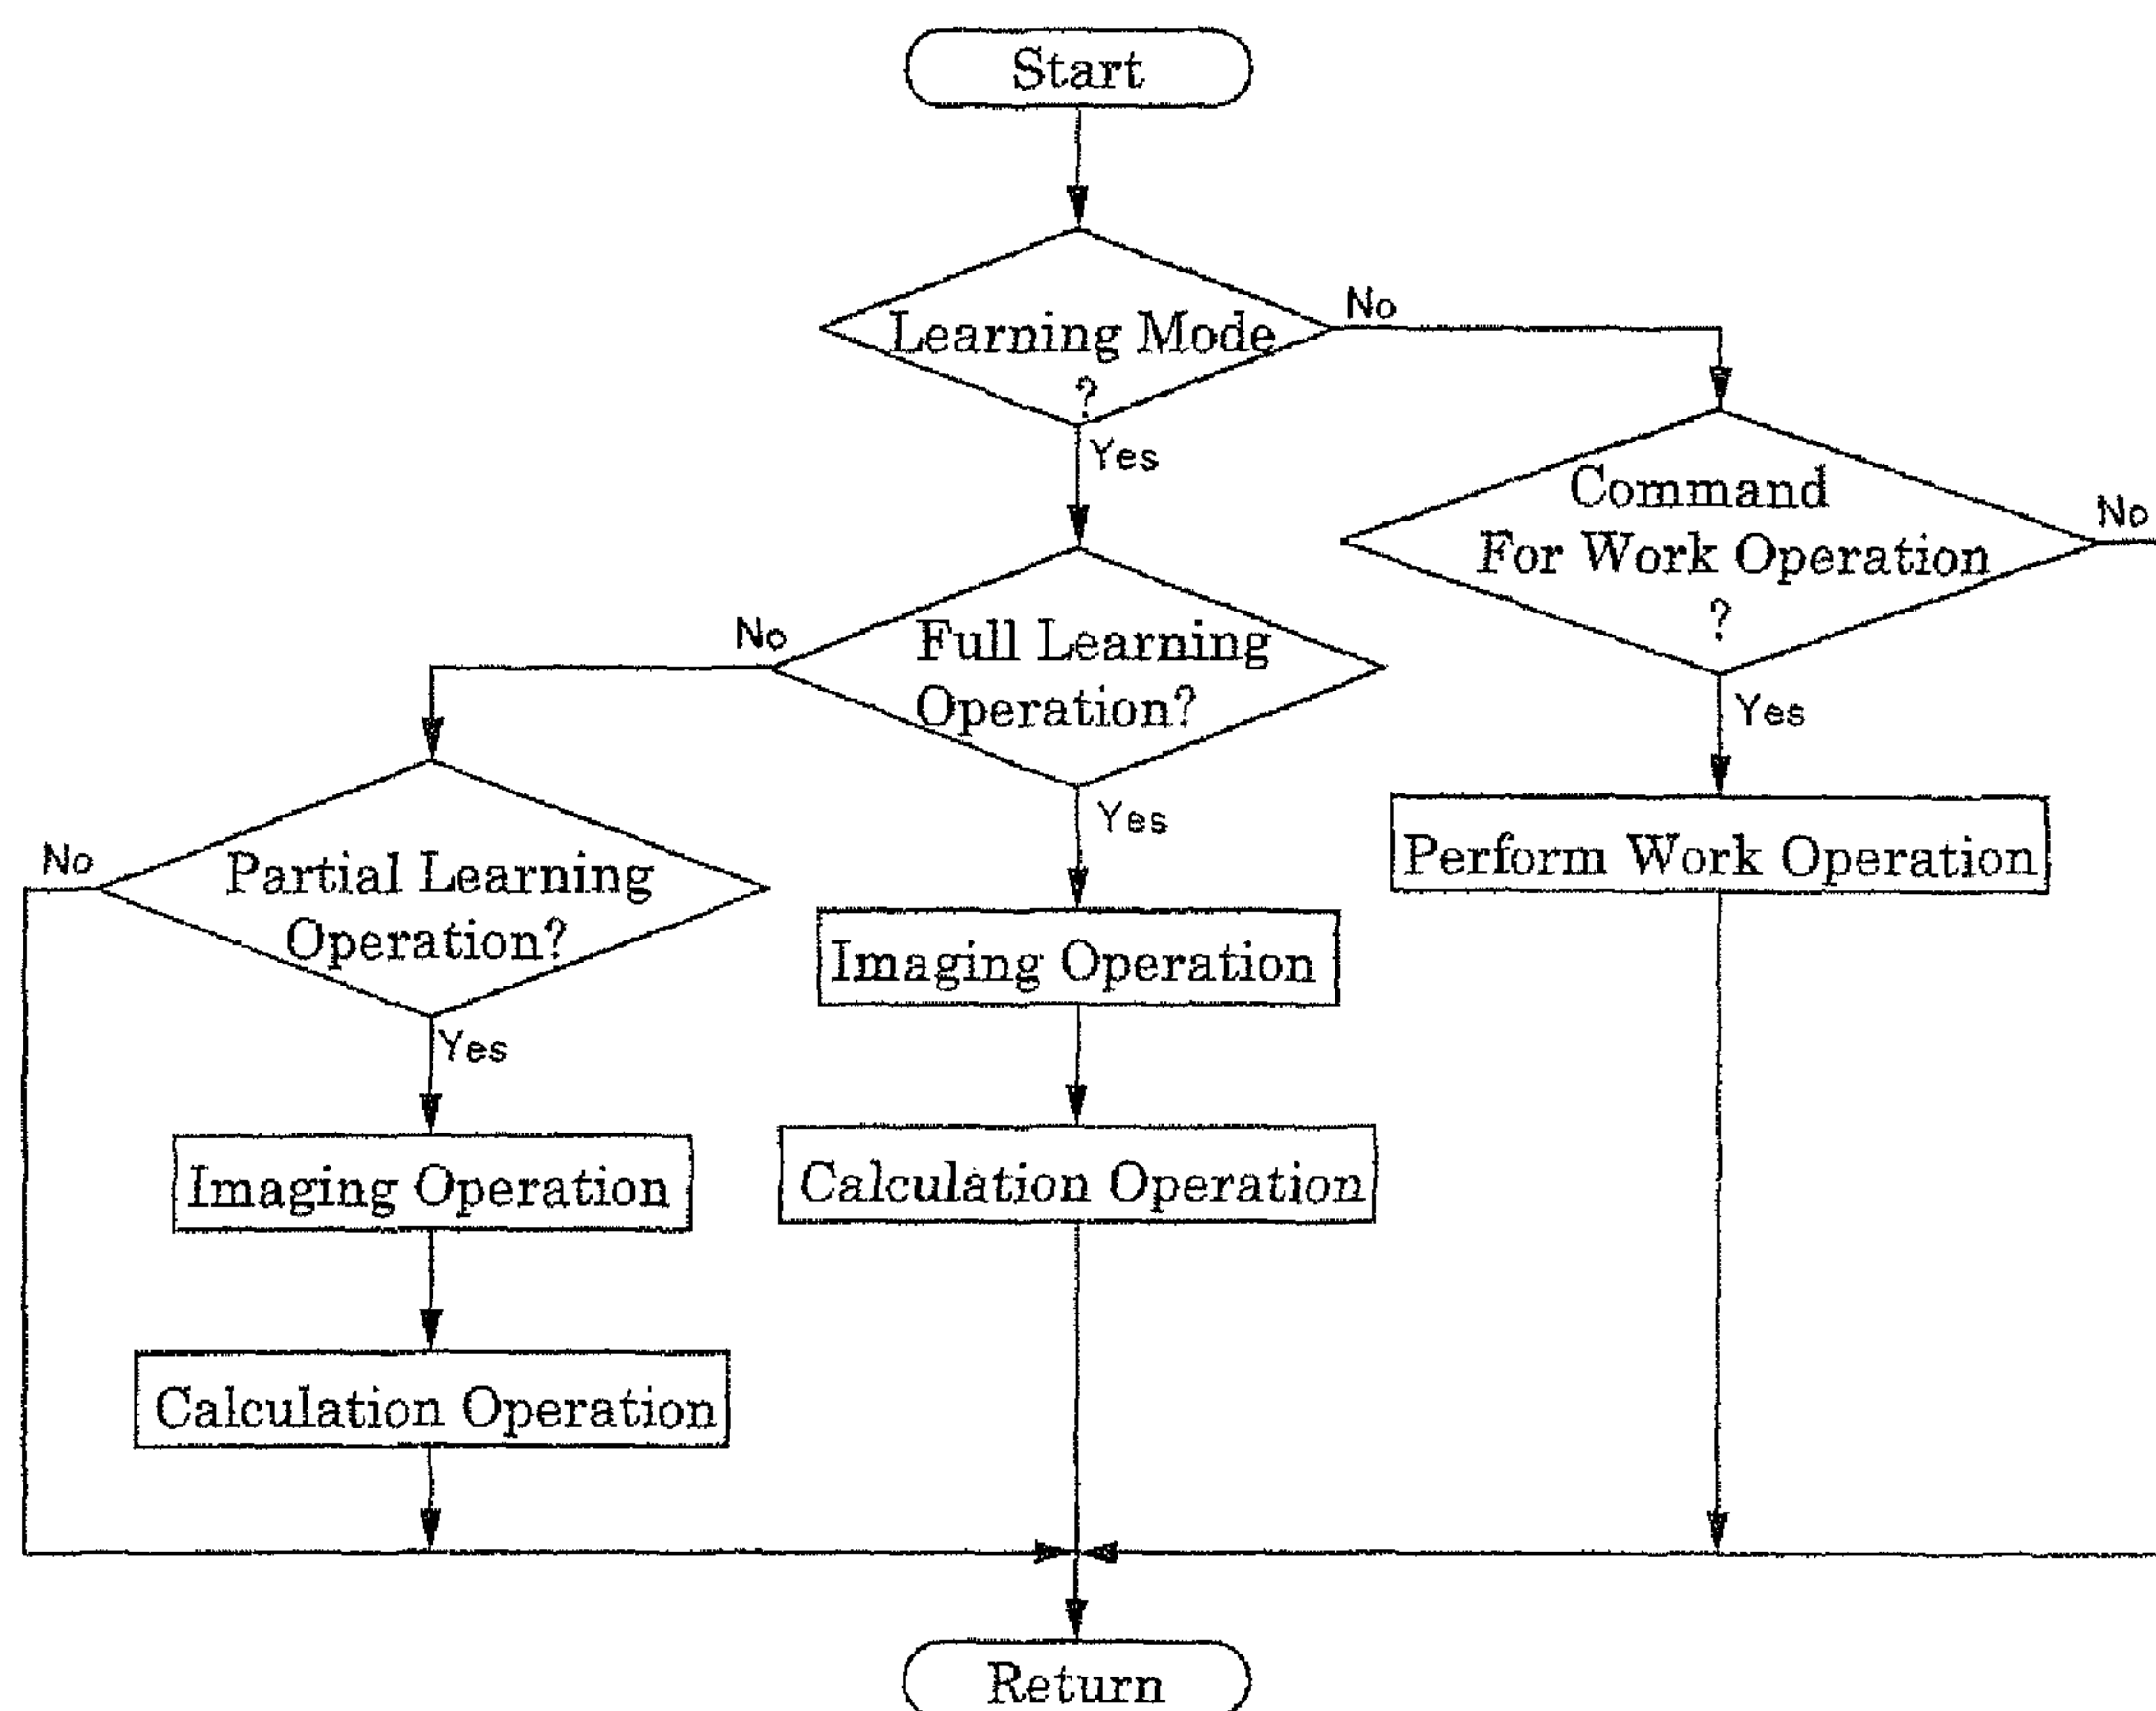 Start
Learning Mode
?
No
Yes
Command
For Work Operation
?
No
Yes
Full Learning
Operation?
No
Yes
Perform Work Operation
Partial Learning
Operation?
No
Yes
Imaging Operation
Calculation Operation
Imaging Operation
Calculation Operation
Return